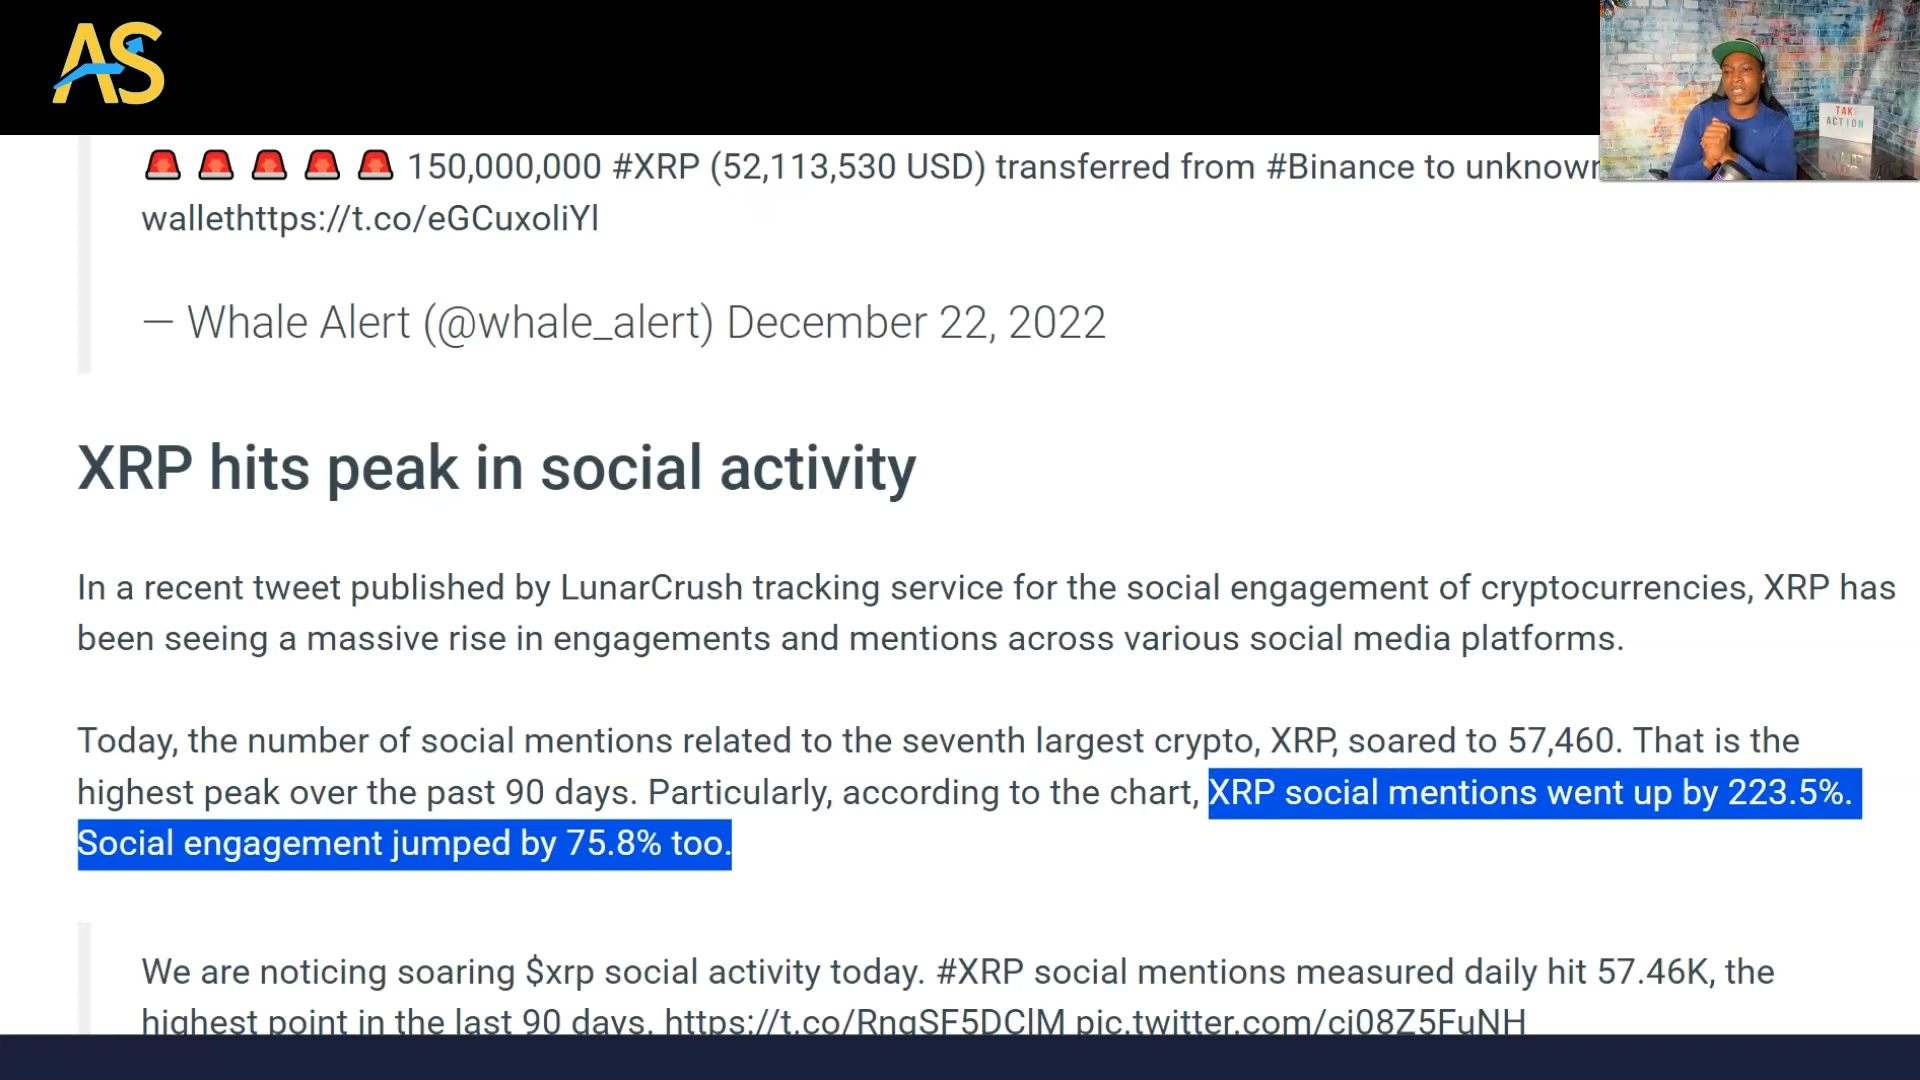 AS
TAK
ACTION
🚨 🚨 🚨 🚨 🚨 150,000,000 #XRP (52,113,530 USD) transferred from #Binance to unknown
wallethttps://t.co/eGCuxoliYl
— Whale Alert (@whale_alert) December 22, 2022
XRP hits peak in social activity
In a recent tweet published by LunarCrush tracking service for the social engagement of cryptocurrencies, XRP has
been seeing a massive rise in engagements and mentions across various social media platforms.
Today, the number of social mentions related to the seventh largest crypto, XRP, soared to 57,460. That is the
highest peak over the past 90 days. Particularly, according to the chart, XRP social mentions went up by 223.5%.
Social engagement jumped by 75.8% too.
We are noticing soaring $xrp social activity today. #XRP social mentions measured daily hit 57.46K, the
highest point in the last 90 days. https://t.co/RngSF5DClM pic.twitter.com/cj08Z5FuNH